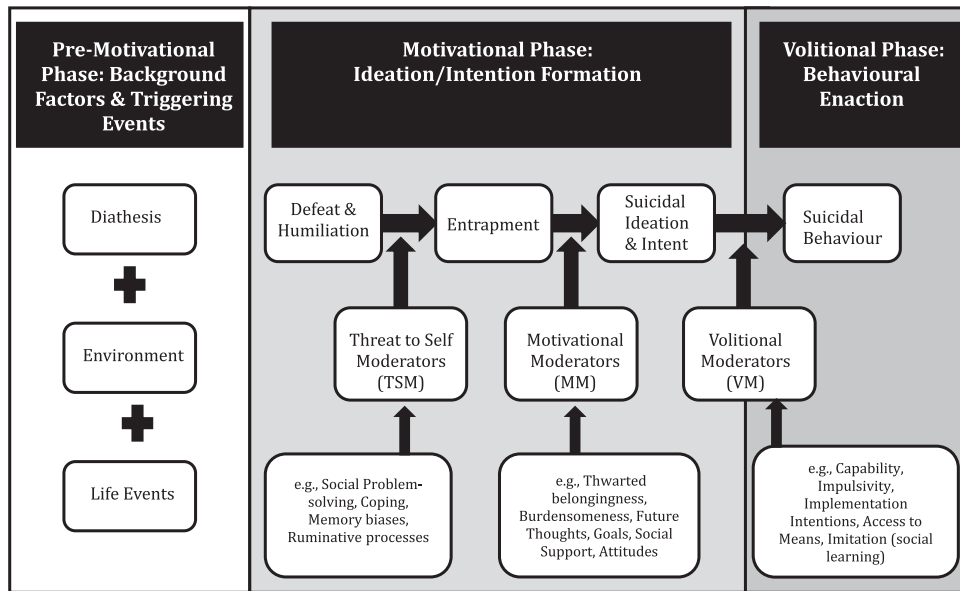 Pre-Motivational
Phase: Background
Factors & Triggering
Events
Motivational Phase:
Ideation/Intention Formation
Volitional Phase:
Behavioural
Enaction
Diathesis
Environment
Life Events
Defeat &
Humiliation
Entrapment
Suicidal
Ideation
& Intent
Suicidal
Behaviour
Threat to Self
Moderators
(TSM)
Motivational
Moderators
(MM)
Volitional
Moderators
(VM)
e.g., Social Problem-
solving, Coping,
Memory biases,
Ruminative processes
e.g., Thwarted
belongingness,
Burdensomeness, Future
Thoughts, Goals, Social
Support, Attitudes
e.g., Capability,
Impulsivity,
Implementation
Intentions, Access to
Means, Imitation (social
learning)